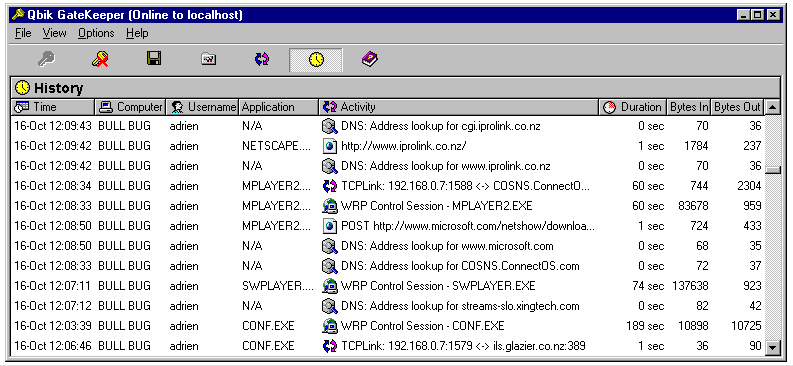 Qbik GateKeeper (Online to localhost)
File View Options Help
History
Time Computer Username Application Activity Duration Bytes In Bytes Out
16-Oct 12:09:43 BULL BUG adrien N/A DNS: Address lookup for cgi.iprolink.co.nz 0 sec 70 36
16-Oct 12:09:42 BULL BUG adrien NETSCAPE.... http://www.iprolink.co.nz/ 1 sec 1784 237
16-Oct 12:09:42 BULL BUG adrien N/A DNS: Address lookup for www.iprolink.co.nz 0 sec 70 36
16-Oct 12:08:34 BULL BUG adrien MPLAYER2.... TCPLink: 192.168.0.7:1588 <-> COSNS.ConnectO... 60 sec 744 2304
16-Oct 12:08:33 BULL BUG adrien MPLAYER2.... WRP Control Session - MPLAYER2.EXE 60 sec 83678 959
16-Oct 12:08:50 BULL BUG adrien MPLAYER2.... POST http://www.microsoft.com/netshow/downloa... 1 sec 724 433
16-Oct 12:08:50 BULL BUG adrien N/A DNS: Address lookup for www.microsoft.com 0 sec 68 35
16-Oct 12:08:33 BULL BUG adrien N/A DNS: Address lookup for COSNS.ConnectOS.com 0 sec 72 37
16-Oct 12:07:11 BULL BUG adrien SWPLAYER.... WRP Control Session - SWPLAYER.EXE 74 sec 137638 923
16-Oct 12:07:12 BULL BUG adrien N/A DNS: Address lookup for streams-slo.xingtech.com 0 sec 82 42
16-Oct 12:03:39 BULL BUG adrien CONF.EXE WRP Control Session - CONF.EXE 189 sec 10898 10725
16-Oct 12:06:46 BULL BUG adrien CONF.EXE TCPLink: 192.168.0.7:1579 <-> ils.glazier.co.nz:389 1 sec 36 90